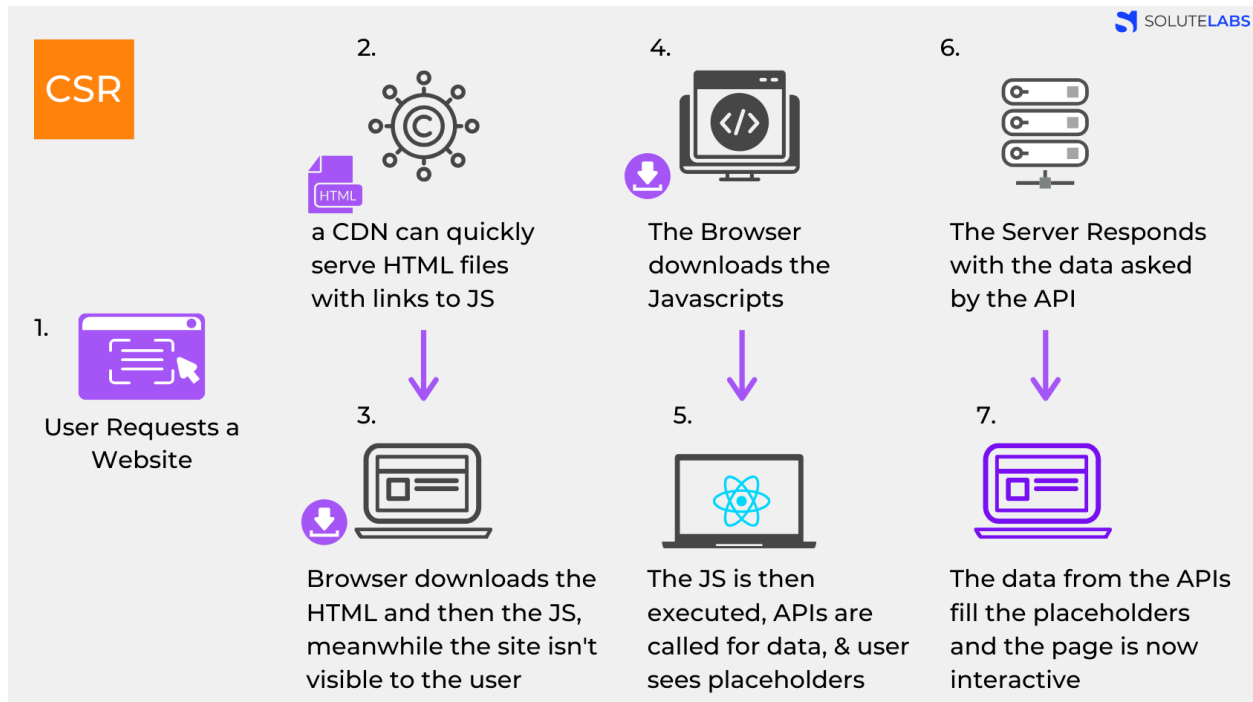 SOLUTELABS
CSR
1.
User Requests a
Website
2.
C
HTML
a CDN can quickly
serve HTML files
with links to JS
3.
Browser downloads the
HTML and then the JS,
meanwhile the site isn't
visible to the user
4.
</>
The Browser
downloads the
Javascripts
5.
The JS is then
executed, APIs are
called for data, & user
sees placeholders
6.
The Server Responds
with the data asked
by the API
7.
The data from the APIs
fill the placeholders
and the page is now
interactive